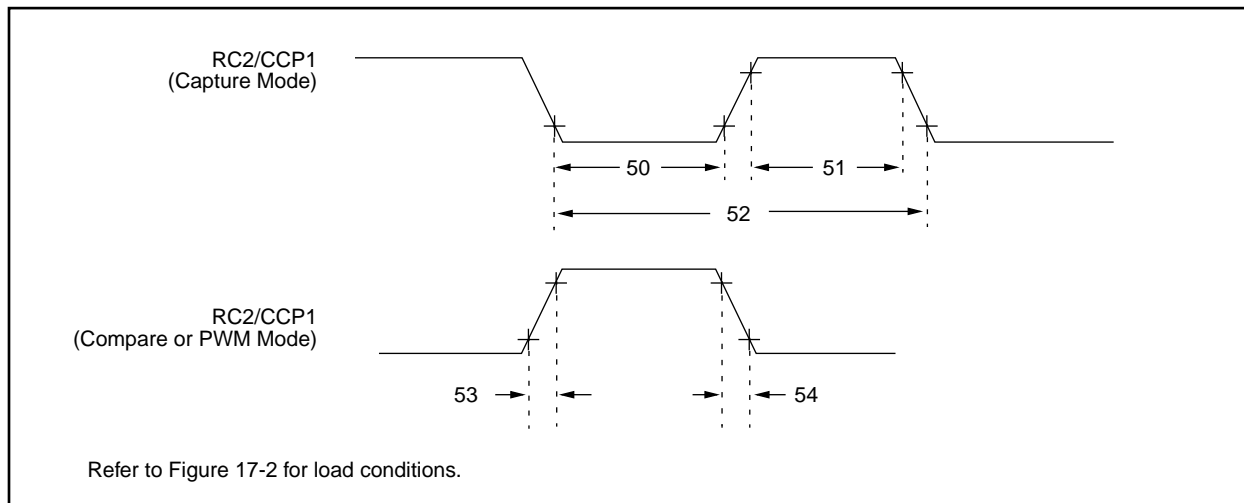 RC2/CCP1
(Capture Mode)
50
51
52
RC2/CCP1
(Compare or PWM Mode)
53
54
Refer to Figure 17-2 for load conditions.